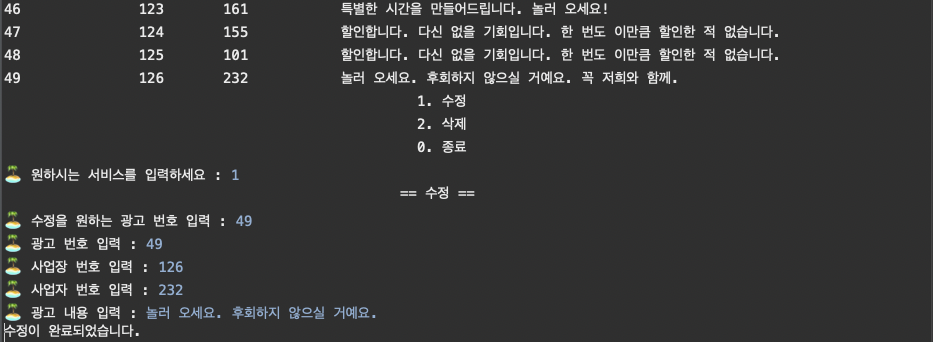 46 123 161 특별한 시간을 만들어드립니다. 놀러 오세요!
47 124 155 할인합니다. 다신 없을 기회입니다. 한 번도 이만큼 할인한 적 없습니다.
48 125 101 할인합니다. 다신 없을 기회입니다. 한 번도 이만큼 할인한 적 없습니다.
49 126 232 놀러 오세요. 후회하지 않으실 거예요. 꼭 저희와 함께.
1. 수정
2. 삭제
0. 종료
원하시는 서비스를 입력하세요 : 1
== 수정 ==
수정을 원하는 광고 번호 입력 : 49
광고 번호 입력 : 49
사업장 번호 입력 : 126
사업자 번호 입력 : 232
광고 내용 입력 : 놀러 오세요. 후회하지 않으실 거예요.
수정이 완료되었습니다.